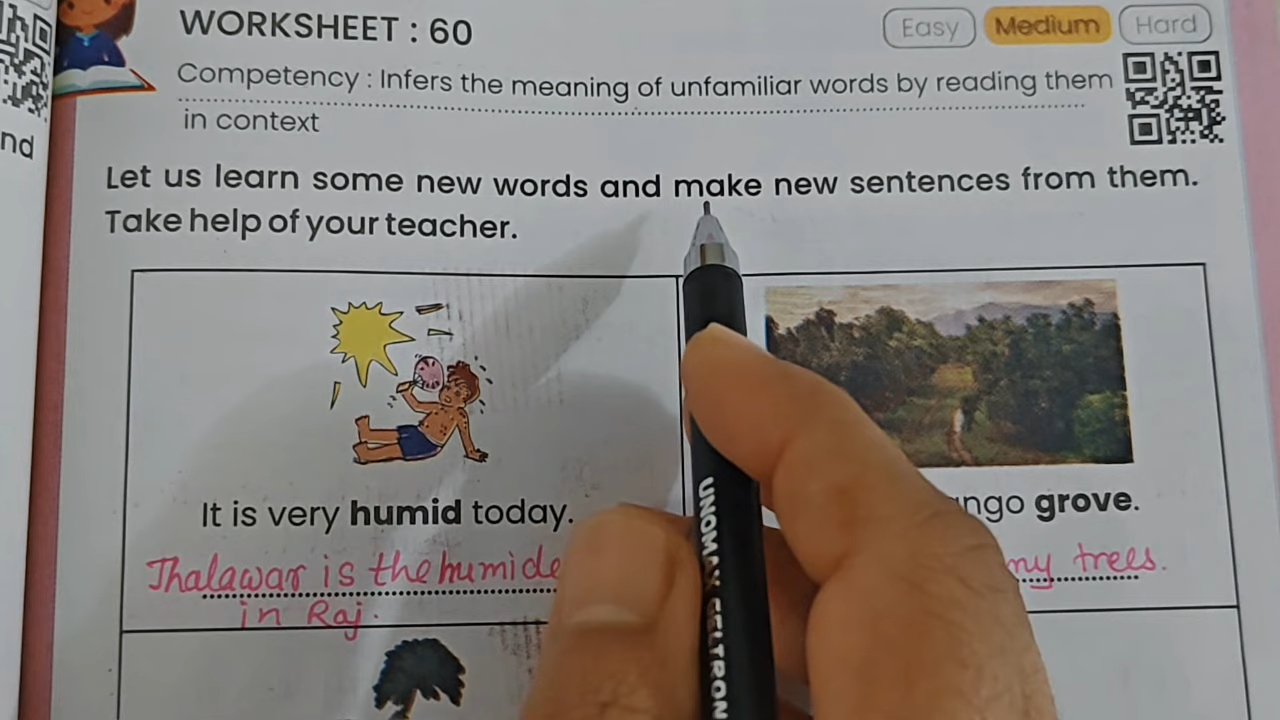 WORKSHEET : 60
Easy Medium Hard
Competency : Infers the meaning of unfamiliar words by reading them
in context
nd
Let us learn some new words and make new sentences from them.
Take help of your teacher.
It is very humid today.
ngo grove.
Jhalawar is the humide
in Raj.
my trees.
UNOMAX GELTRON